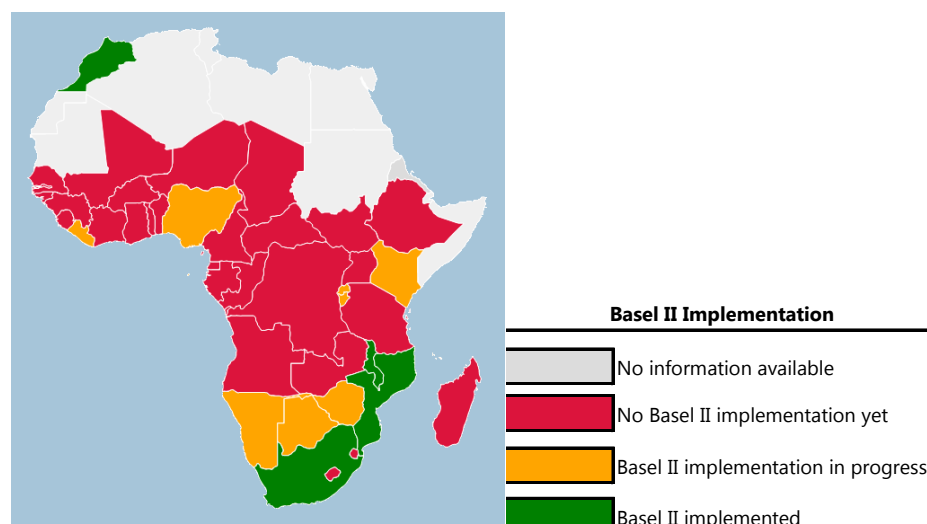 Basel II Implementation
No information available
No Basel II implementation yet
Basel II implementation in progress
Basel II implemented